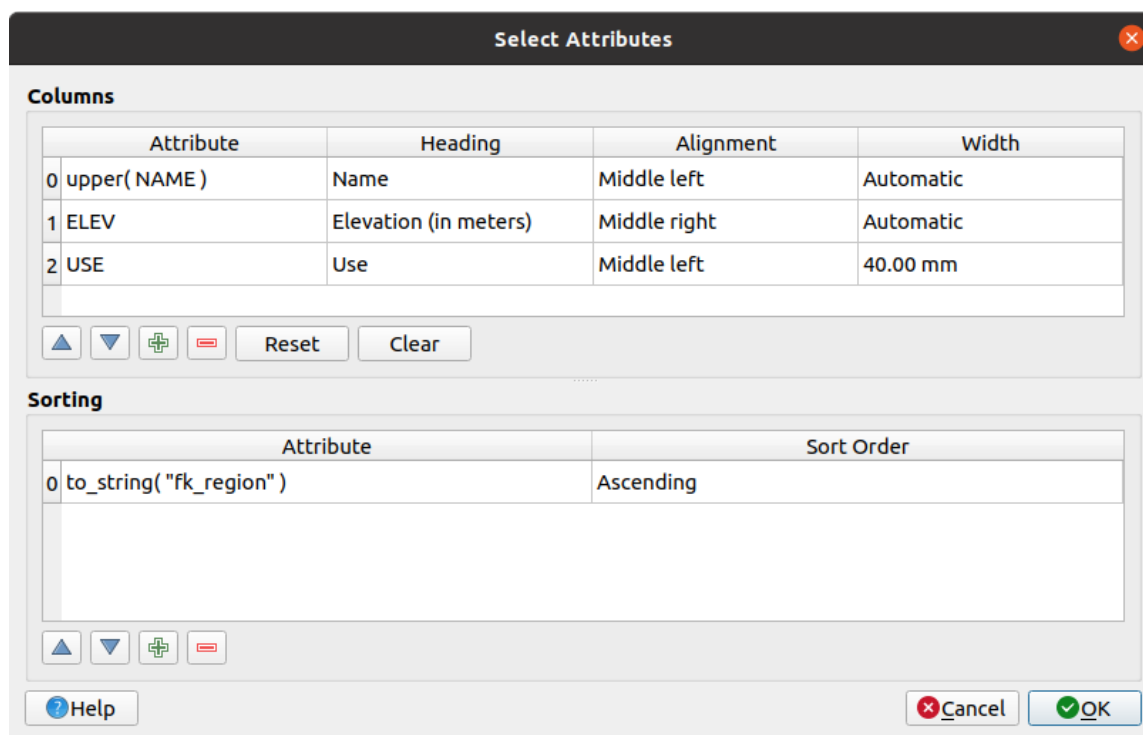 Select Attributes
Columns
Attribute Heading Alignment Width
0 upper( NAME ) Name Middle left Automatic
1 ELEV Elevation (in meters) Middle right Automatic
2 USE Use Middle left 40.00 mm
Reset Clear
Sorting
Attribute Sort Order
0 to_string( "fk_region" ) Ascending
Help Cancel OK